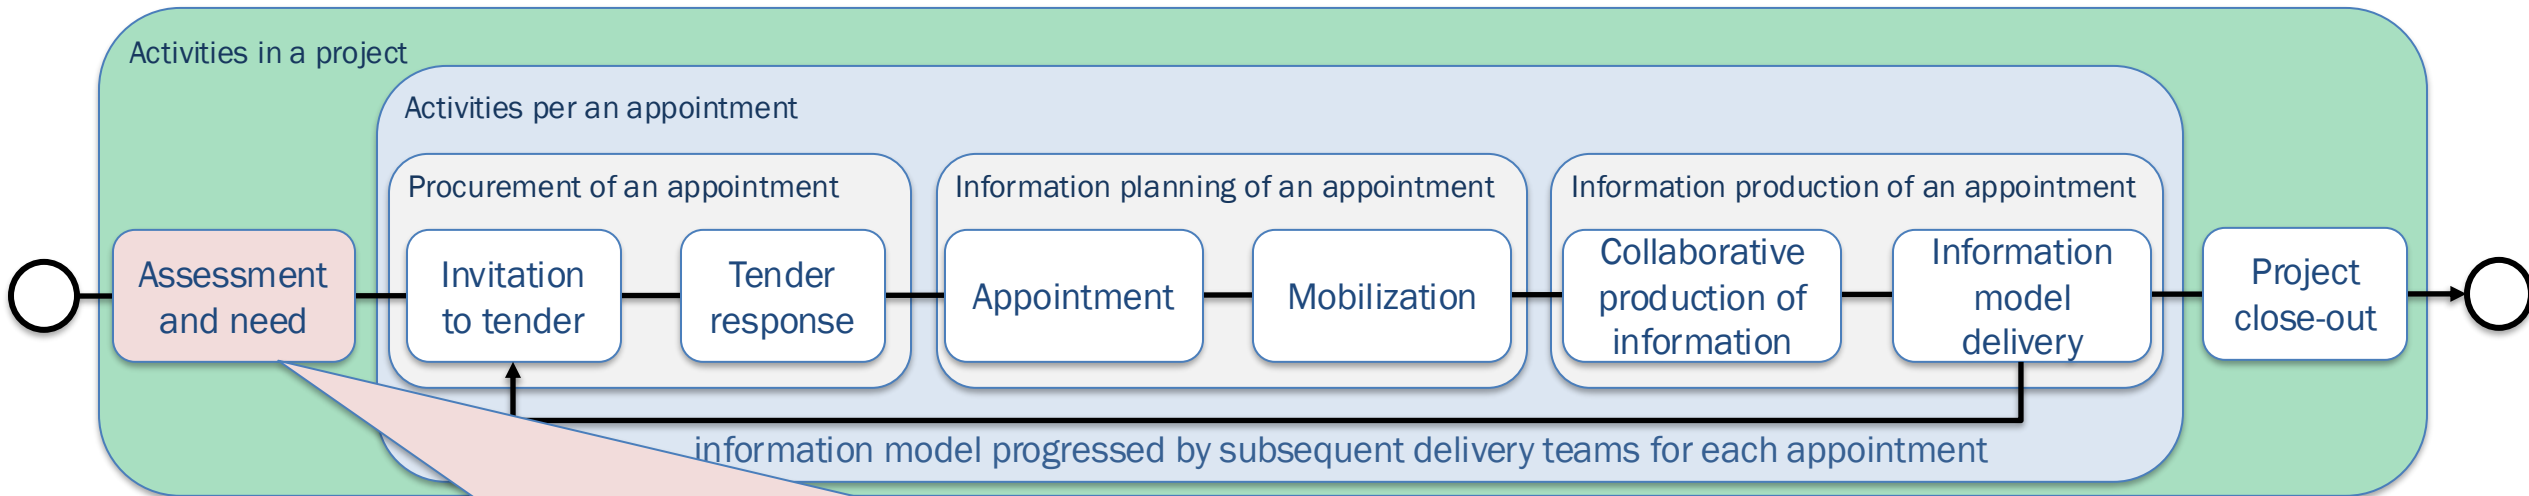 Activities in a project
Activities per an appointment
Procurement of an appointment
Information planning of an appointment
Information production of an appointment
Assessment
and need
Invitation
to tender
Tender
response
Appointment
Mobilization
Collaborative
production of
information
Information
model
delivery
Project
close-out
information model progressed by subsequent delivery teams for each appointment